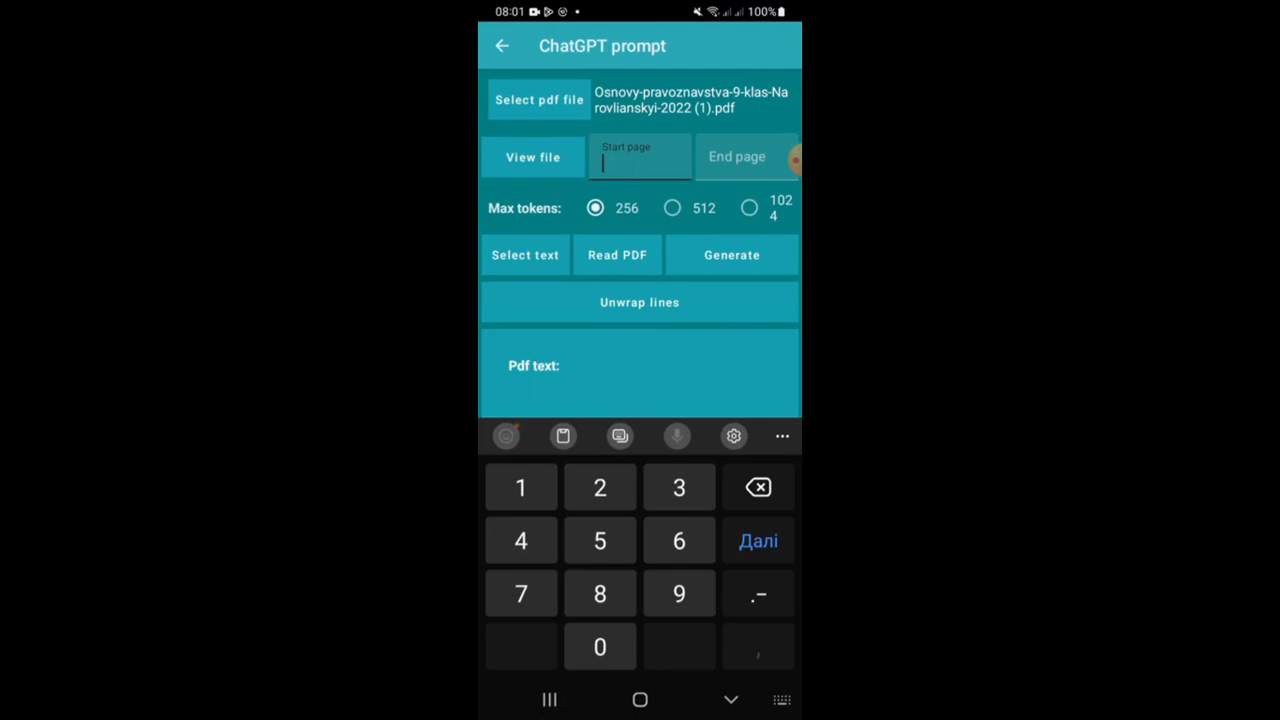 08:01 100%
ChatGPT prompt
Select pdf file
Osnovy-pravoznavstva-9-klas-Na
rovlianskyi-2022 (1).pdf
View file
Start page
End page
Max tokens:
256
512
102
4
Select text
Read PDF
Generate
Unwrap lines
Pdf text:
1 2 3
4 5 6 Далі
7 8 9 .-
0 ,